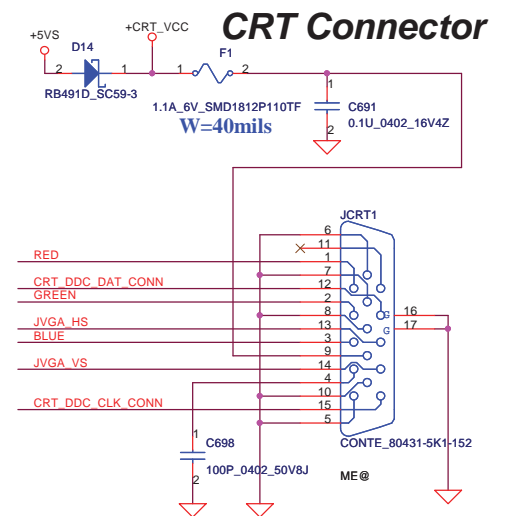 CRT Connector
+5VS
+CRT_VCC
D14
F1
2 1 1 2
RB491D_SC59-3
1.1A_6V_SMD1812P110TF
W=40mils
1
C691
0.1U_0402_16V4Z
2
JCRT1
6
11
RED 1
7
CRT_DDC_DAT_CONN 12
GREEN 2
8 G 16
JVGA_HS 13 G 17
BLUE 3
9
JVGA_VS 14
4
10
CRT_DDC_CLK_CONN 15
5
1
C698
CONTE_80431-5K1-152
100P_0402_50V8J
ME@
2